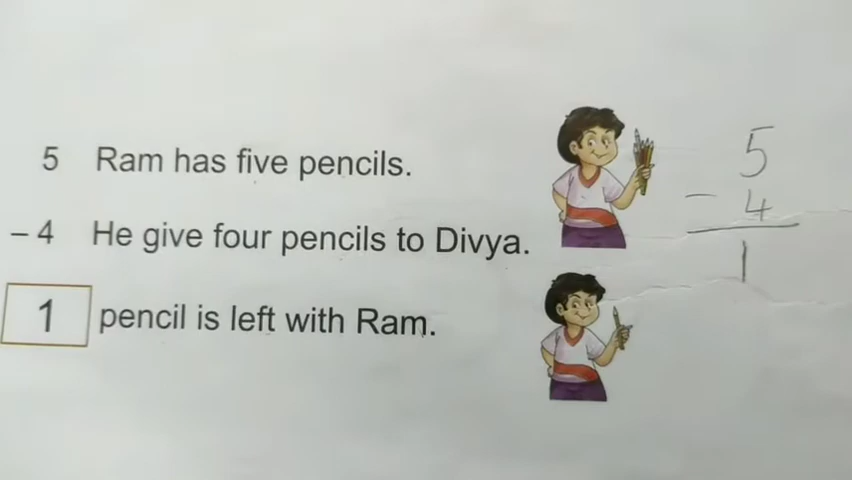 5 Ram has five pencils.
– 4 He give four pencils to Divya.
1 pencil is left with Ram.
5
– 4
1